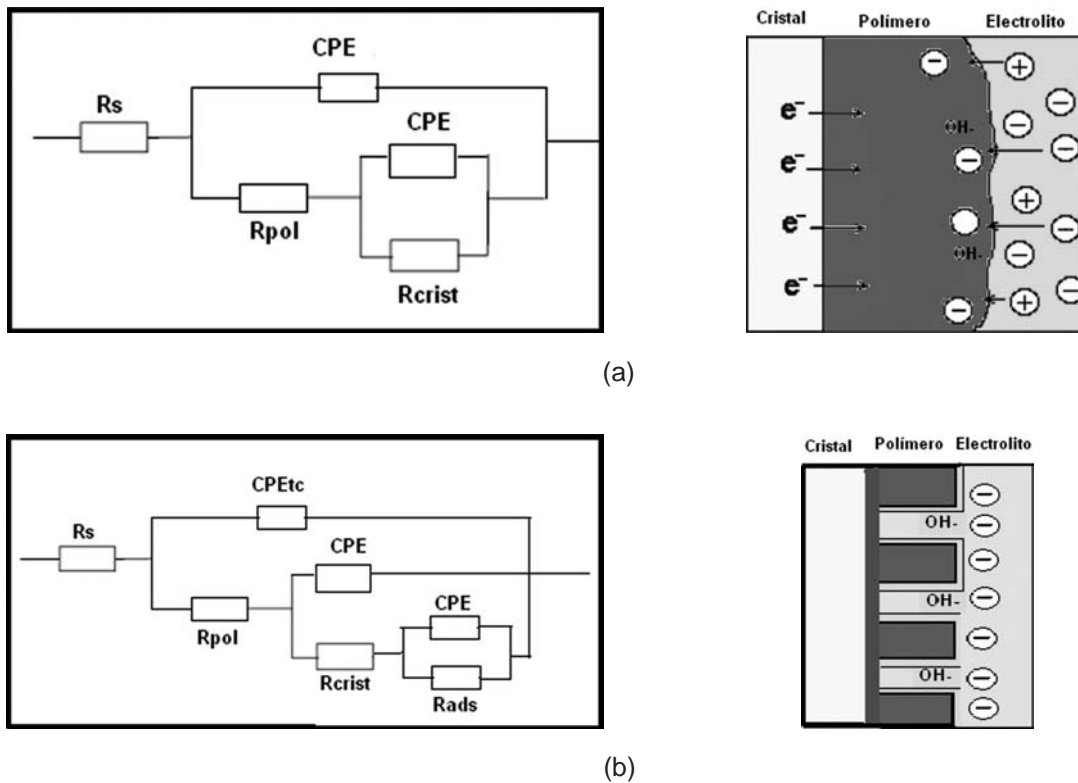 CPE
Rs
CPE
Rpol
Rcrist
Cristal Polímero Electrolito
e⁻
OH-
e⁻
e⁻
OH-
e⁻
(a)
CPEtc
Rs
CPE
CPE
Rpol
Rcrist
Rads
Cristal Polímero Electrolito
OH-
OH-
OH-
(b)